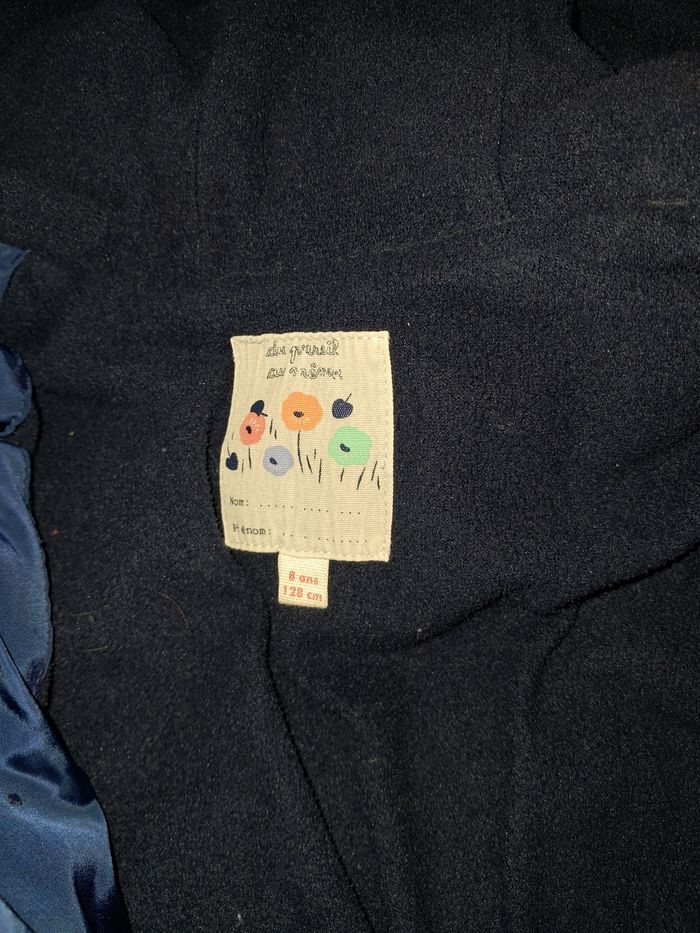 du pareil
au même
Nom: . . . . . . . . . . . .
Prénom: . . . . . . . . . . .
8 ans
128 cm